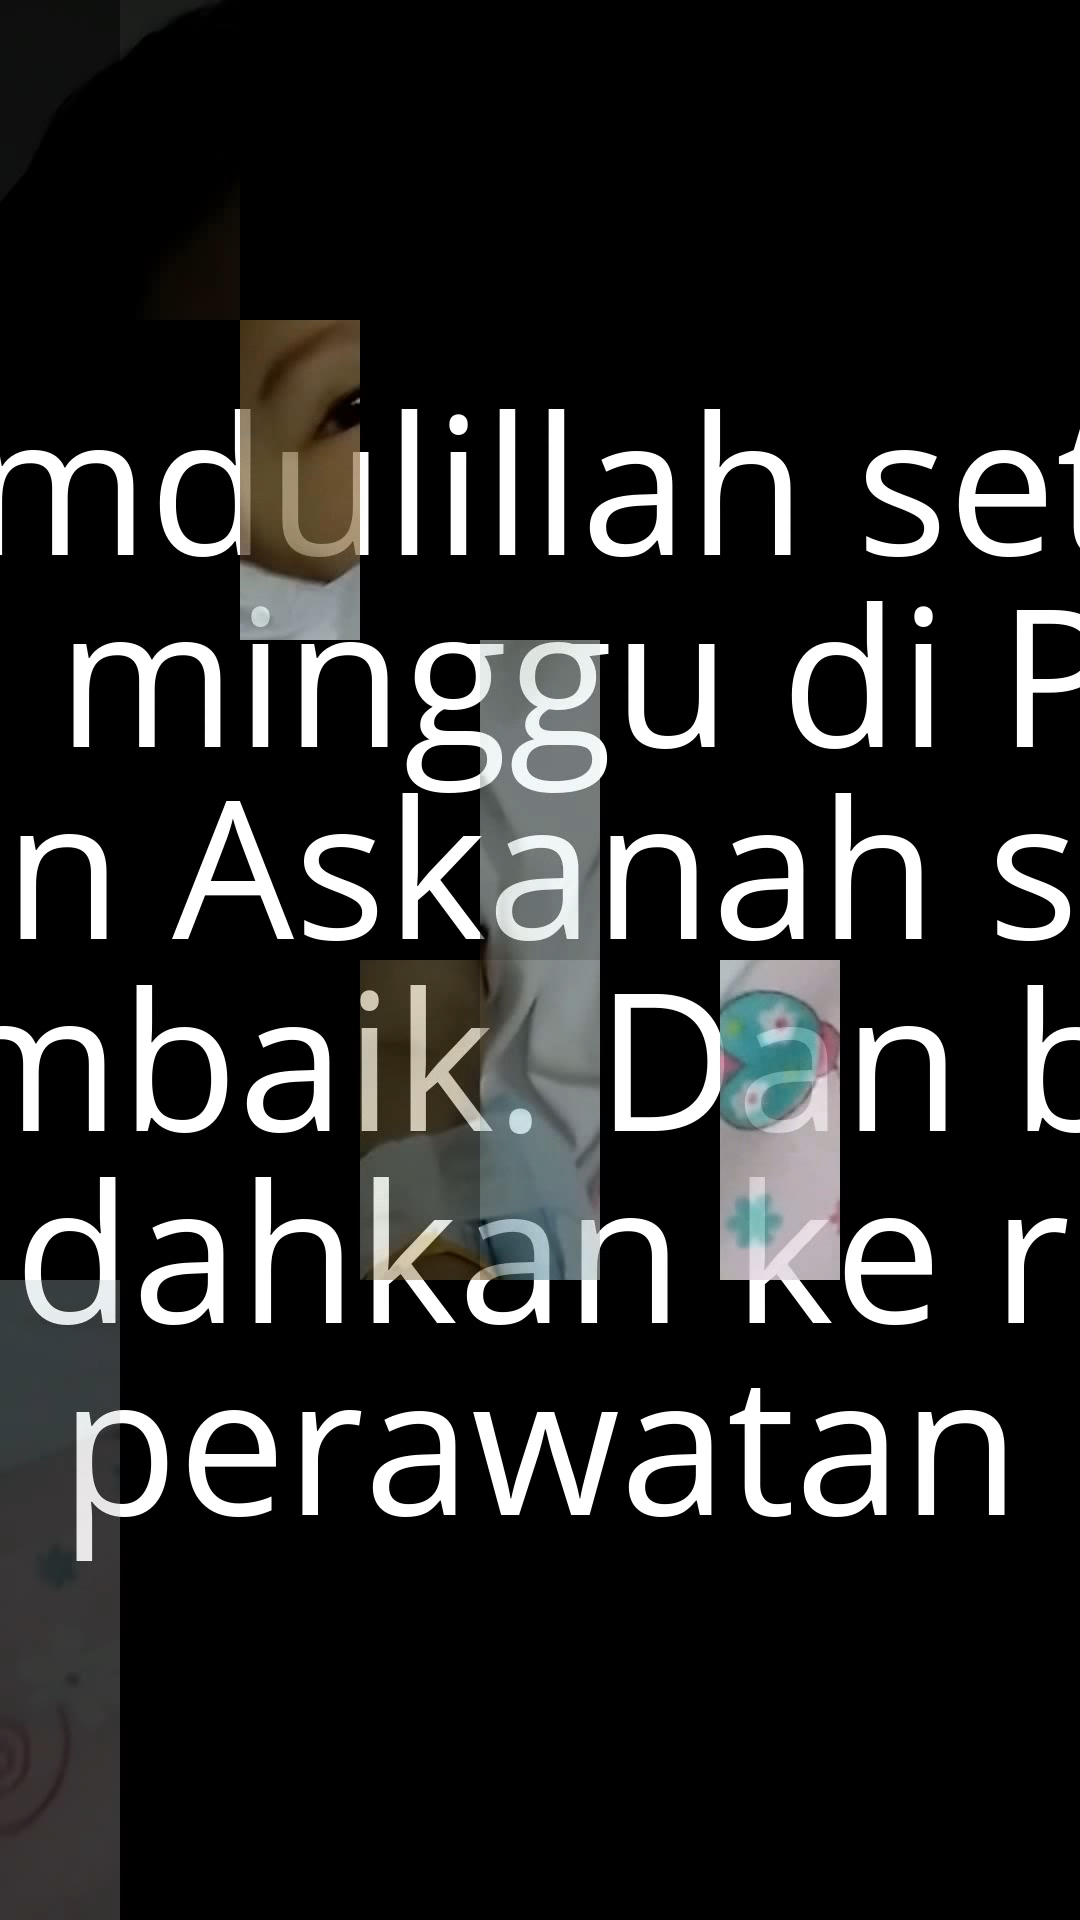 mdulillah set
minggu di P
n Askanah s
mbaik. Dan b
dahkan ke r
perawatan